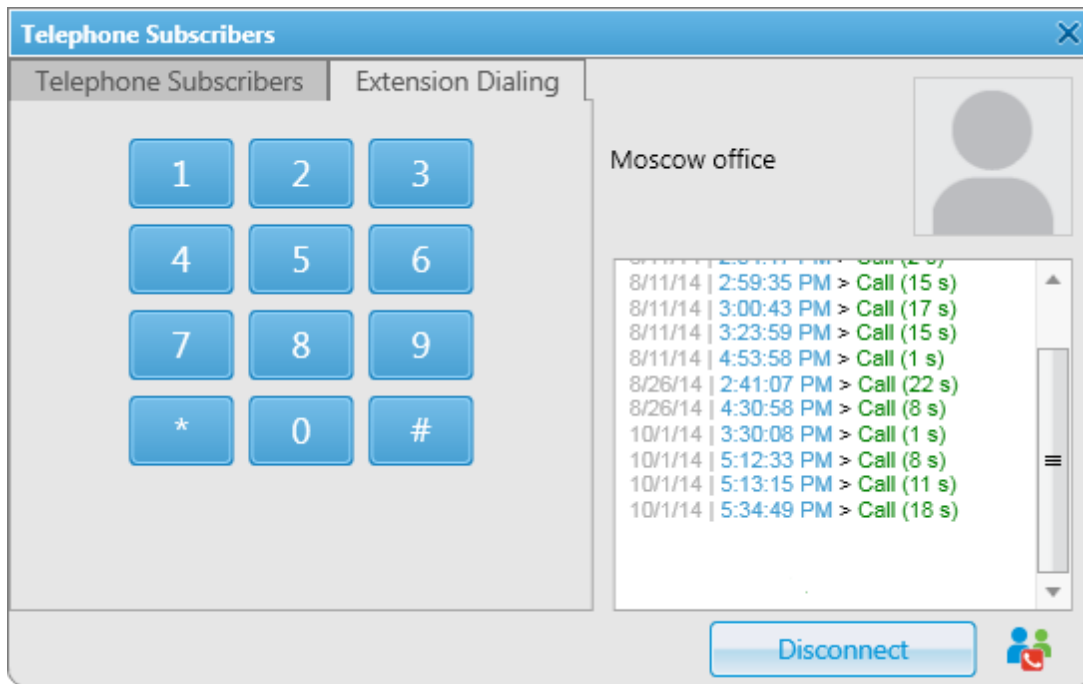 Telephone Subscribers
Telephone Subscribers Extension Dialing
1 2 3
4 5 6
7 8 9
* 0 #
Moscow office
8/11/14 | 2:59:35 PM > Call (15 s)
8/11/14 | 3:00:43 PM > Call (17 s)
8/11/14 | 3:23:59 PM > Call (15 s)
8/11/14 | 4:53:58 PM > Call (1 s)
8/26/14 | 2:41:07 PM > Call (22 s)
8/26/14 | 4:30:58 PM > Call (8 s)
10/1/14 | 3:30:08 PM > Call (1 s)
10/1/14 | 5:12:33 PM > Call (8 s)
10/1/14 | 5:13:15 PM > Call (11 s)
10/1/14 | 5:34:49 PM > Call (18 s)
Disconnect